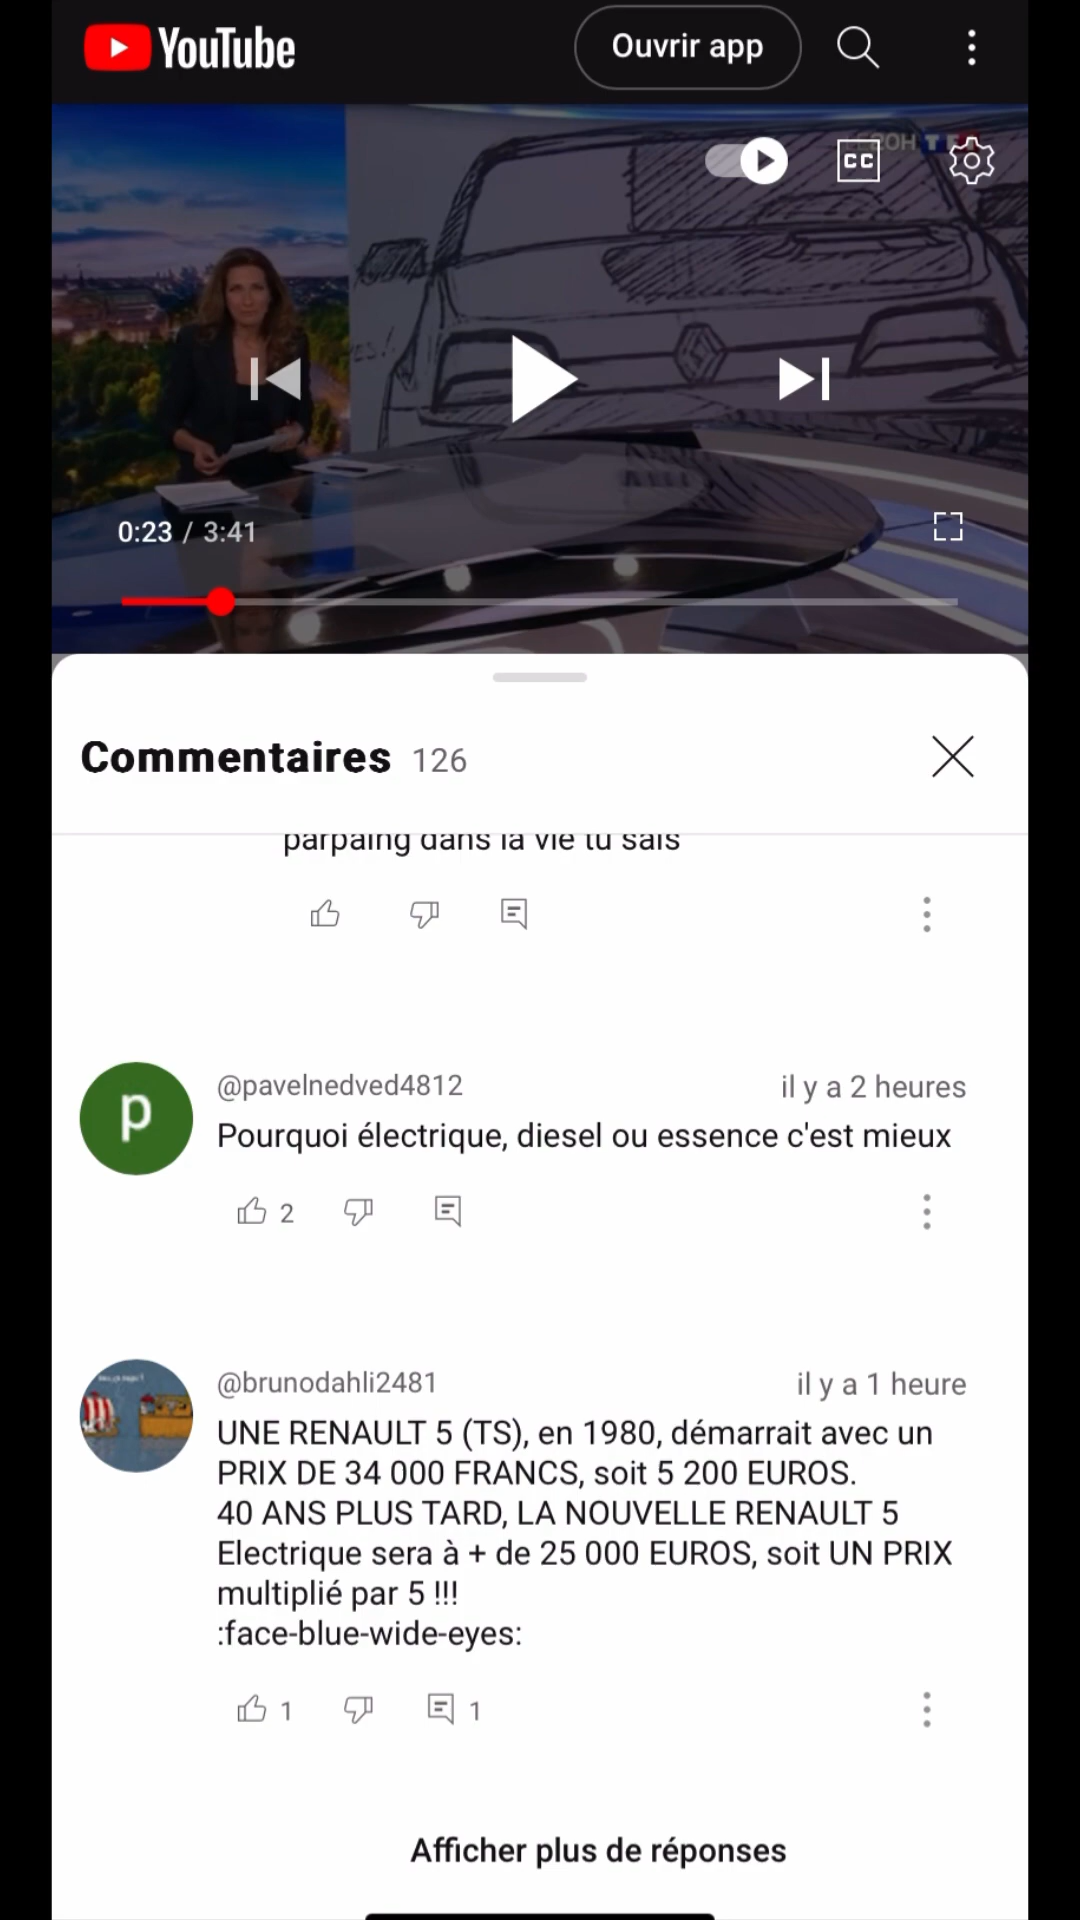 YouTube
Ouvrir app
20H TF1
CC
0:23 / 3:41
Commentaires 126
parpaing dans la vie tu sais
p
@pavelnedved4812 il y a 2 heures
Pourquoi électrique, diesel ou essence c'est mieux
2
@brunodahli2481 il y a 1 heure
UNE RENAULT 5 (TS), en 1980, démarrait avec un
PRIX DE 34 000 FRANCS, soit 5 200 EUROS.
40 ANS PLUS TARD, LA NOUVELLE RENAULT 5
Electrique sera à + de 25 000 EUROS, soit UN PRIX
multiplié par 5 !!!
:face-blue-wide-eyes:
1 1
Afficher plus de réponses